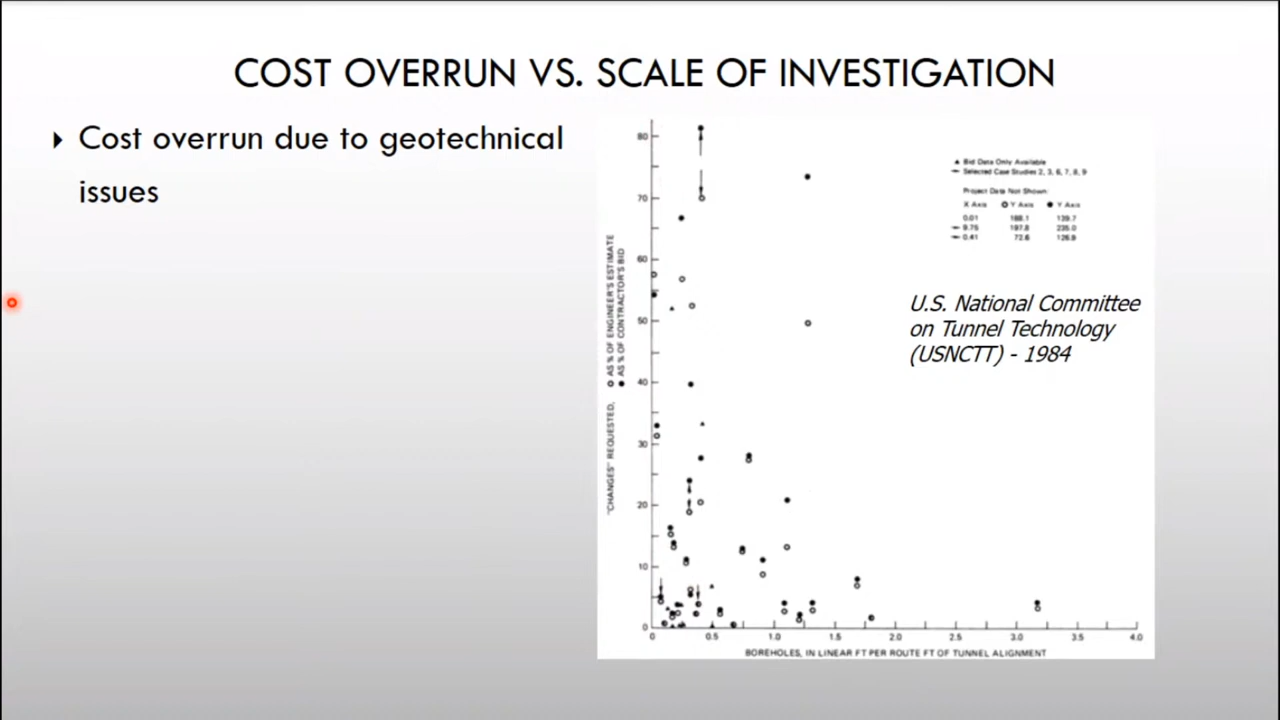 COST OVERRUN VS. SCALE OF INVESTIGATION
Cost overrun due to geotechnical
issues
▲ Bid Data Only Available
Selected Case Studies 2, 3, 6, 7, 8, 9
Project Data Not Shown:
X Axis ○ Y Axis ● Y Axis
0.01 188.1 139.7
9.75 197.8 235.0
0.41 72.6 126.9
U.S. National Committee
on Tunnel Technology
(USNCTT) - 1984
"CHANGES" REQUESTED, ○ AS % OF ENGINEER'S ESTIMATE
● AS % OF CONTRACTOR'S BID
80
70
60
50
40
30
20
10
0
0 0.5 1.0 1.5 2.0 2.5 3.0 3.5 4.0
BOREHOLES, IN LINEAR FT PER ROUTE FT OF TUNNEL ALIGNMENT